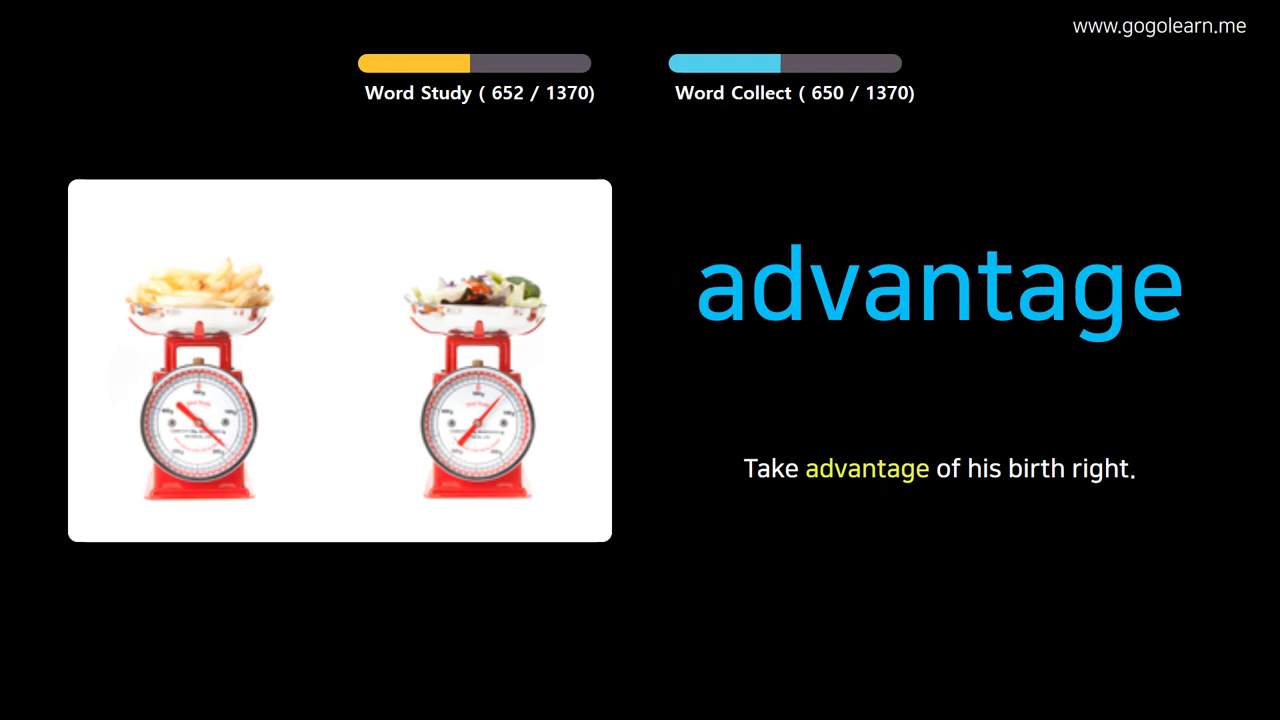 www.gogolearn.me
Word Study ( 652 / 1370)
Word Collect ( 650 / 1370)
advantage
Take advantage of his birth right.